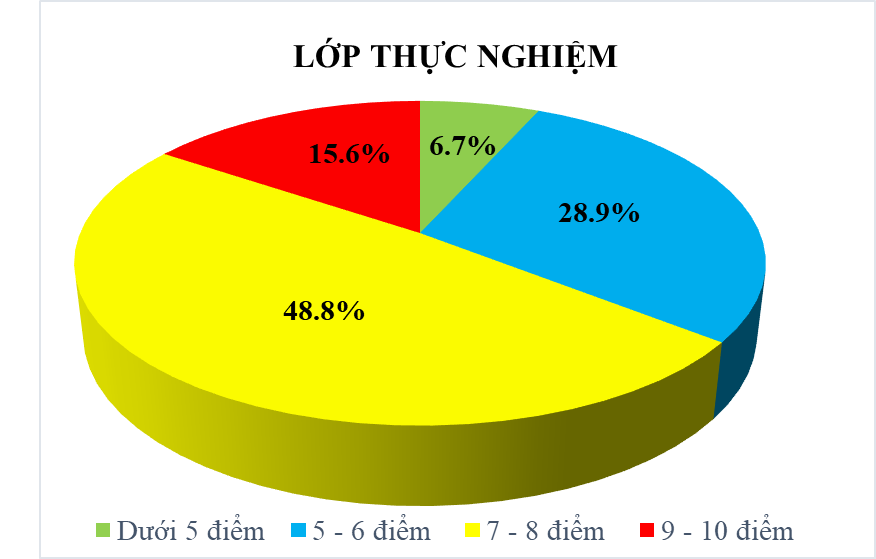 LỚP THỰC NGHIỆM
15.6% 6.7%
28.9%
48.8%
Dưới 5 điểm 5 - 6 điểm 7 - 8 điểm 9 - 10 điểm